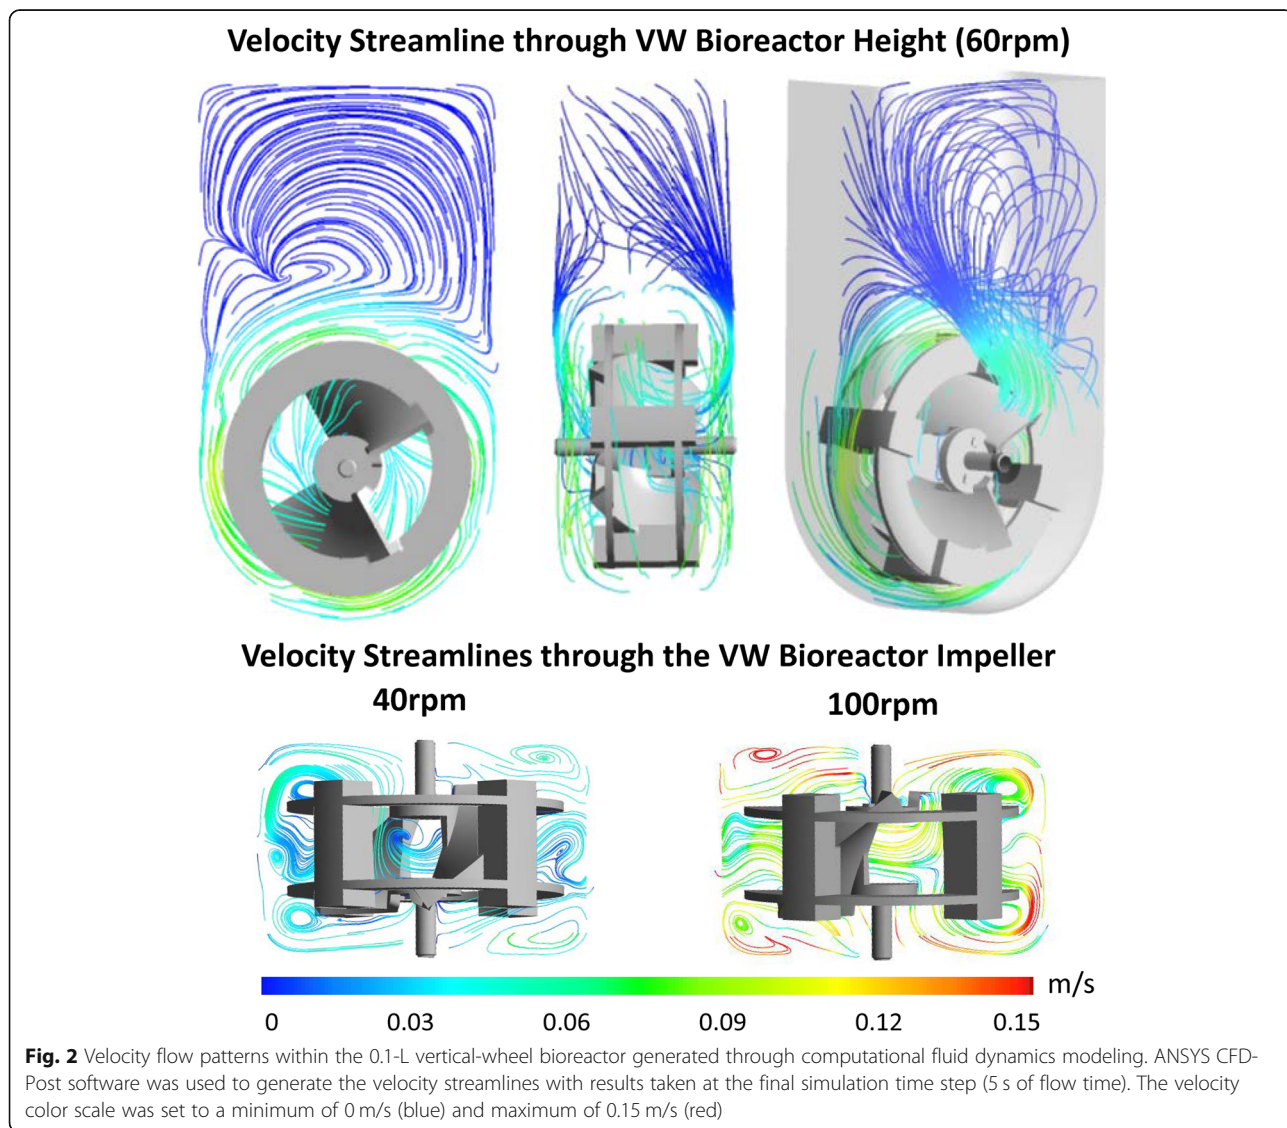 Velocity Streamline through VW Bioreactor Height (60rpm)
Velocity Streamlines through the VW Bioreactor Impeller
40rpm
100rpm
m/s
0 0.03 0.06 0.09 0.12 0.15
Fig. 2 Velocity flow patterns within the 0.1-L vertical-wheel bioreactor generated through computational fluid dynamics modeling. ANSYS CFD-
Post software was used to generate the velocity streamlines with results taken at the final simulation time step (5 s of flow time). The velocity
color scale was set to a minimum of 0 m/s (blue) and maximum of 0.15 m/s (red)